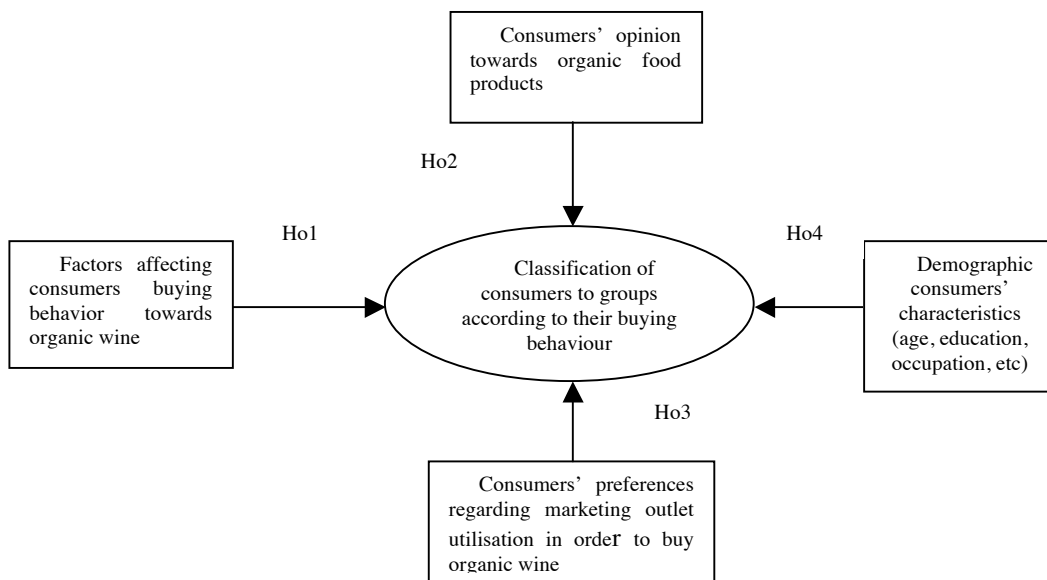 Consumers’ opinion
towards organic food
products
Ho2
Ho1
Ho4
Factors affecting
consumers buying
behavior towards
organic wine
Classification of
consumers to groups
according to their buying
behaviour
Demographic
consumers’
characteristics
(age, education,
occupation, etc)
Ho3
Consumers’ preferences
regarding marketing outlet
utilisation in order to buy
organic wine